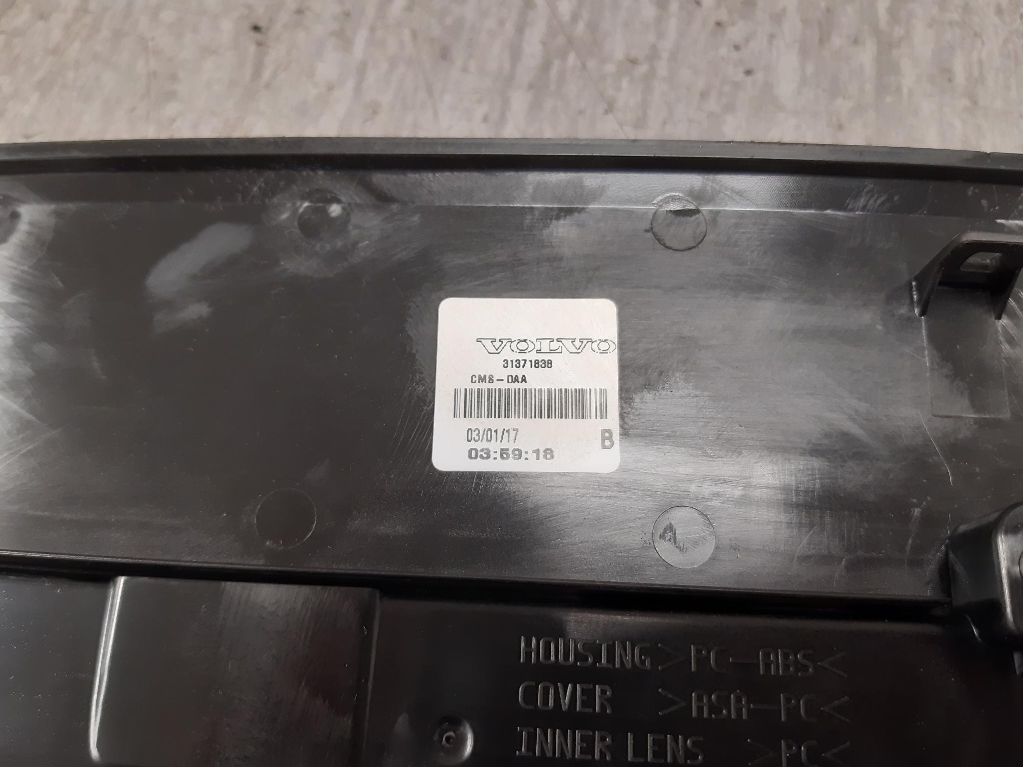 VOLVO
31371838
CMS-DAA
03/01/17 B
03:59:18
HOUSING >PC-ABS<
COVER >ASA-PC<
INNER LENS >PC<